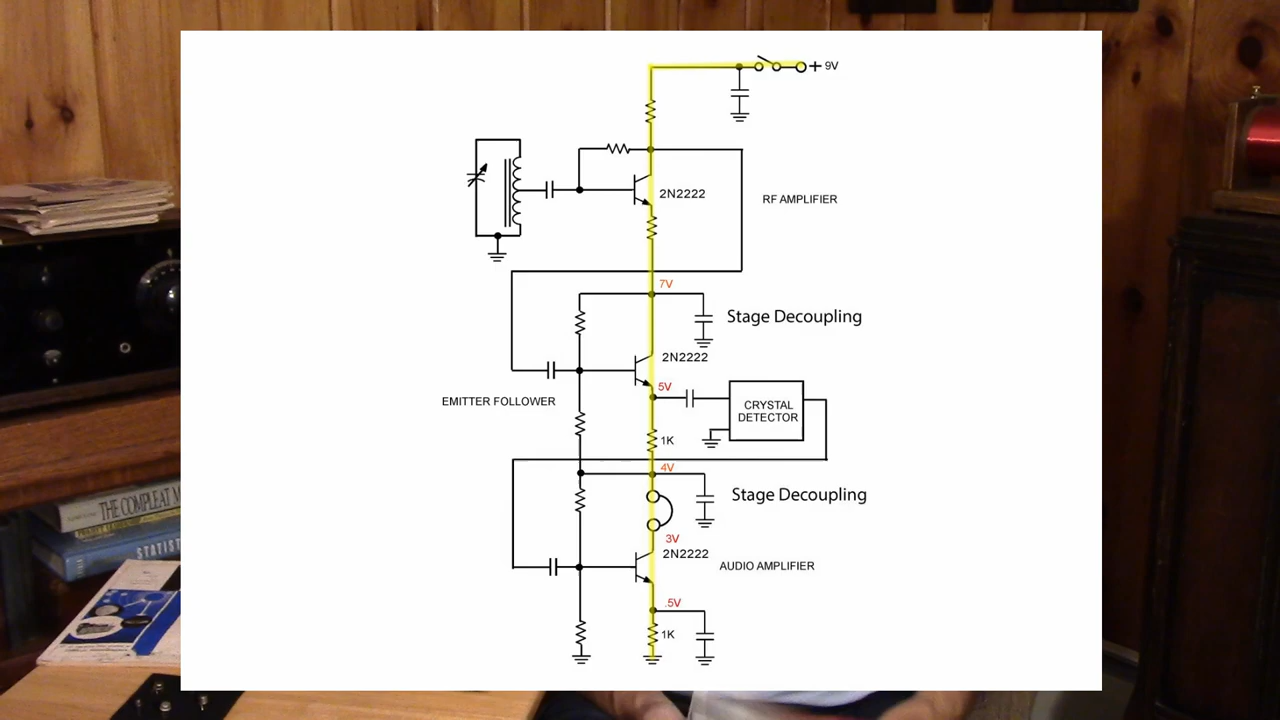 + 9V
2N2222
RF AMPLIFIER
7V
Stage Decoupling
2N2222
5V
EMITTER FOLLOWER
CRYSTAL
DETECTOR
1K
4V
Stage Decoupling
3V
2N2222
AUDIO AMPLIFIER
.5V
1K
THE COMPLEAT
STATIST